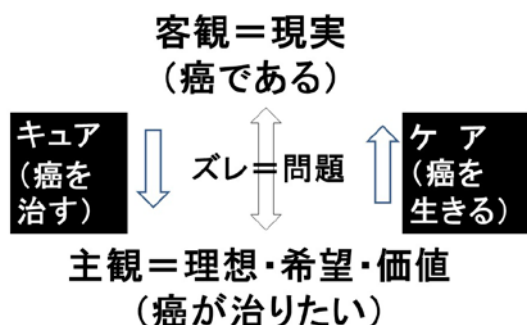 客観＝現実
（癌である）
キュア
（癌を
治す）
ズレ＝問題
ケ ア
（癌を
生きる）
主観＝理想・希望・価値
（癌が治りたい）